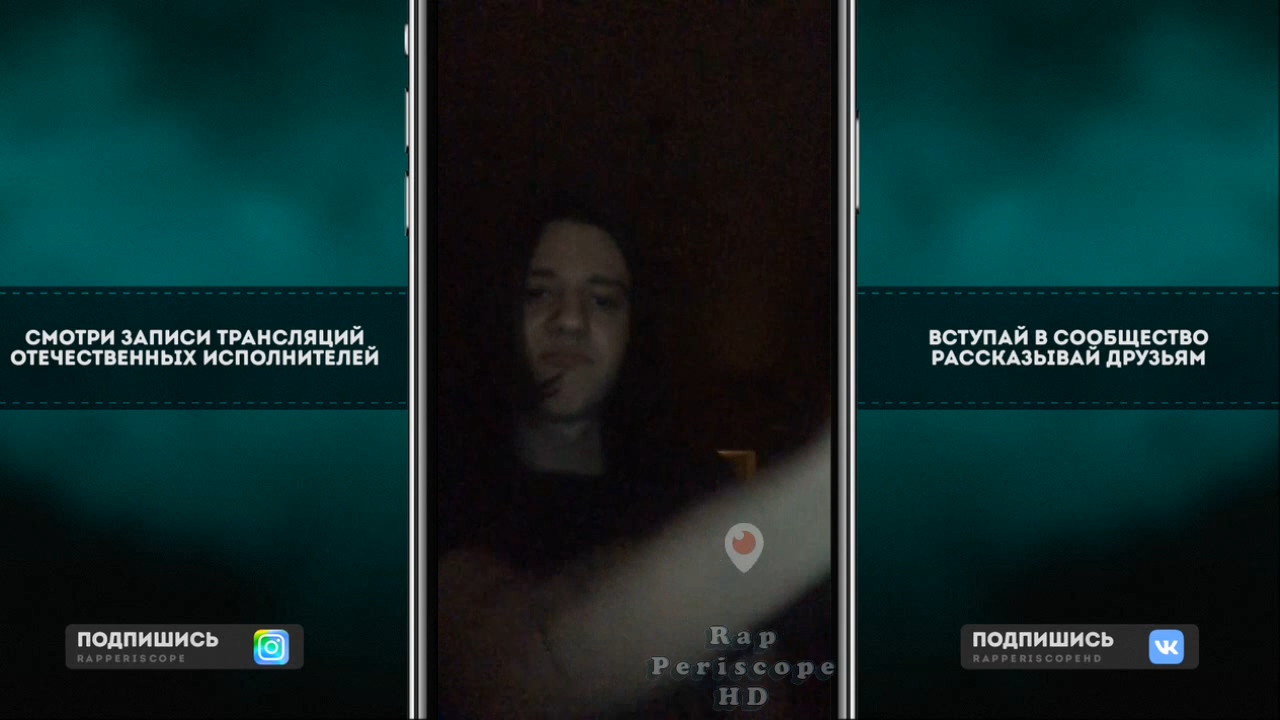 СМОТРИ ЗАПИСИ ТРАНСЛЯЦИЙ
ОТЕЧЕСТВЕННЫХ ИСПОЛНИТЕЛЕЙ
ВСТУПАЙ В СООБЩЕСТВО
РАССКАЗЫВАЙ ДРУЗЬЯМ
ПОДПИШИСЬ
RAPPERISCOPE
Rap
Periscope
HD
ПОДПИШИСЬ
RAPPERISCOPEHD